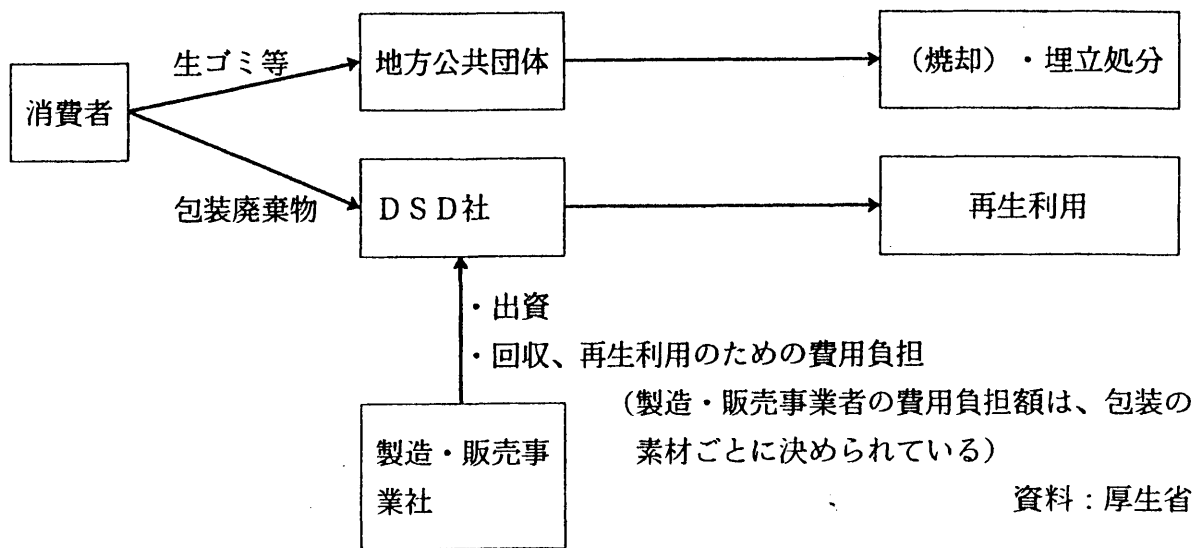 生ゴミ等
地方公共団体
（焼却）・埋立処分
消費者
包装廃棄物
ＤＳＤ社
再生利用
・出資
・回収、再生利用のための費用負担
（製造・販売事業者の費用負担額は、包装の
素材ごとに決められている）
製造・販売事
業社
資料：厚生省